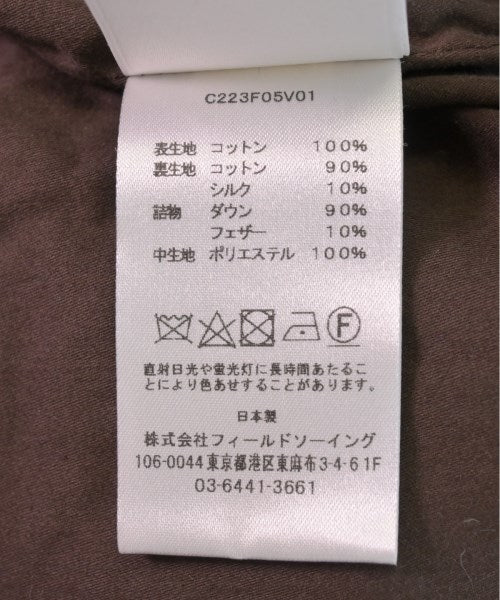 C223F05V01
表生地 コットン 100%
裏生地 コットン 90%
シルク 10%
詰物 ダウン 90%
フェザー 10%
中生地 ポリエステル 100%
F
直射日光や蛍光灯に長時間あたるこ
とにより色あせすることがあります。
日本製
株式会社フィールドソーイング
106-0044東京都港区東麻布3-4-6 1F
03-6441-3661